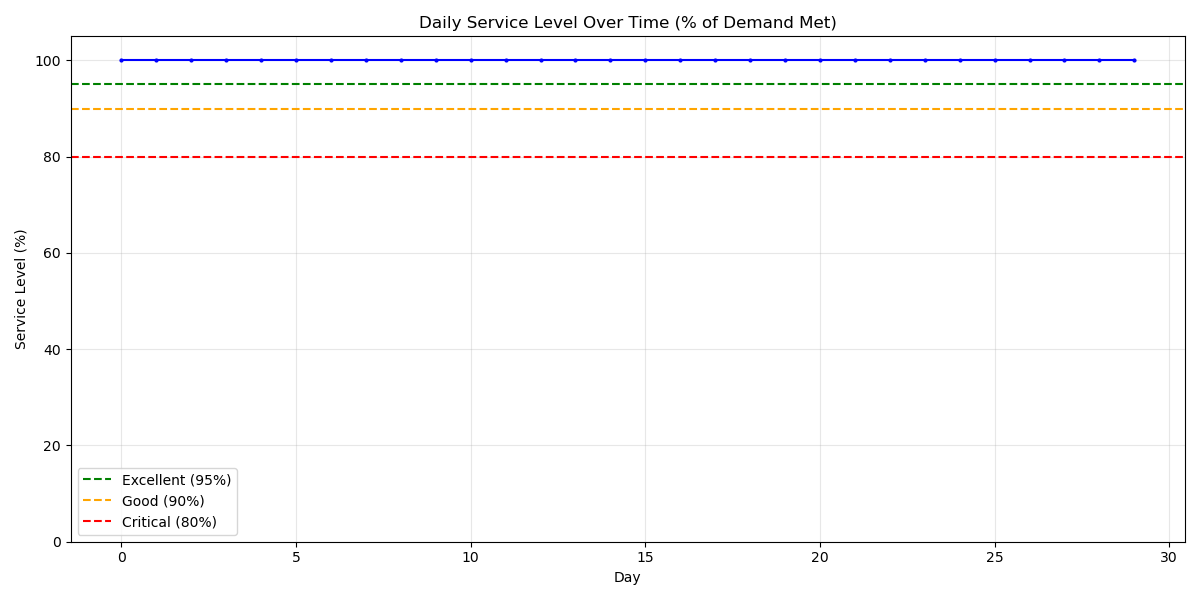 Daily Service Level Over Time (% of Demand Met)
Service Level (%)
100
80
60
40
20
0
Excellent (95%)
Good (90%)
Critical (80%)
0 5 10 15 20 25 30
Day